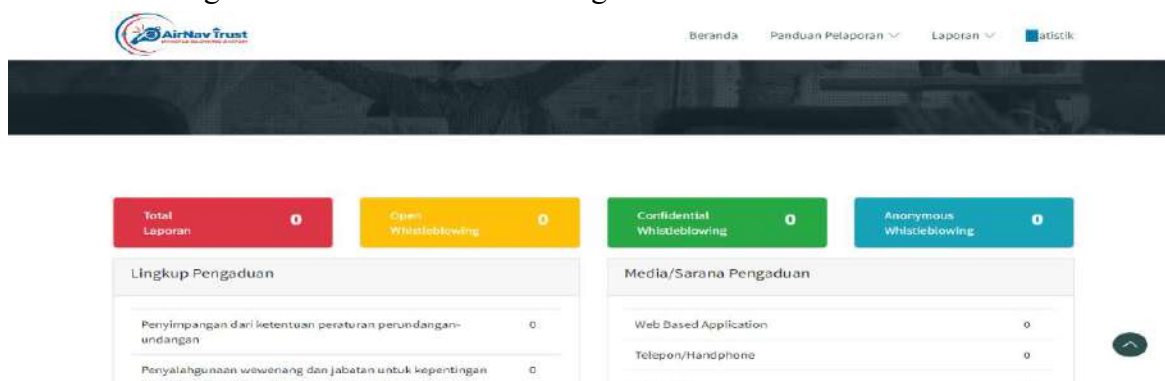 AirNav Trust
Beranda Panduan Pelaporan Laporan atistik
Total Laporan 0
Open Whistleblowing 0
Confidential Whistleblowing 0
Anonymous Whistleblowing 0
Lingkup Pengaduan
Penyimpangan dari ketentuan peraturan perundangan-
undangan 0
Penyalahgunaan wewenang dan jabatan untuk kepentingan 0
Media/Sarana Pengaduan
Web Based Application 0
Telepon/Handphone 0